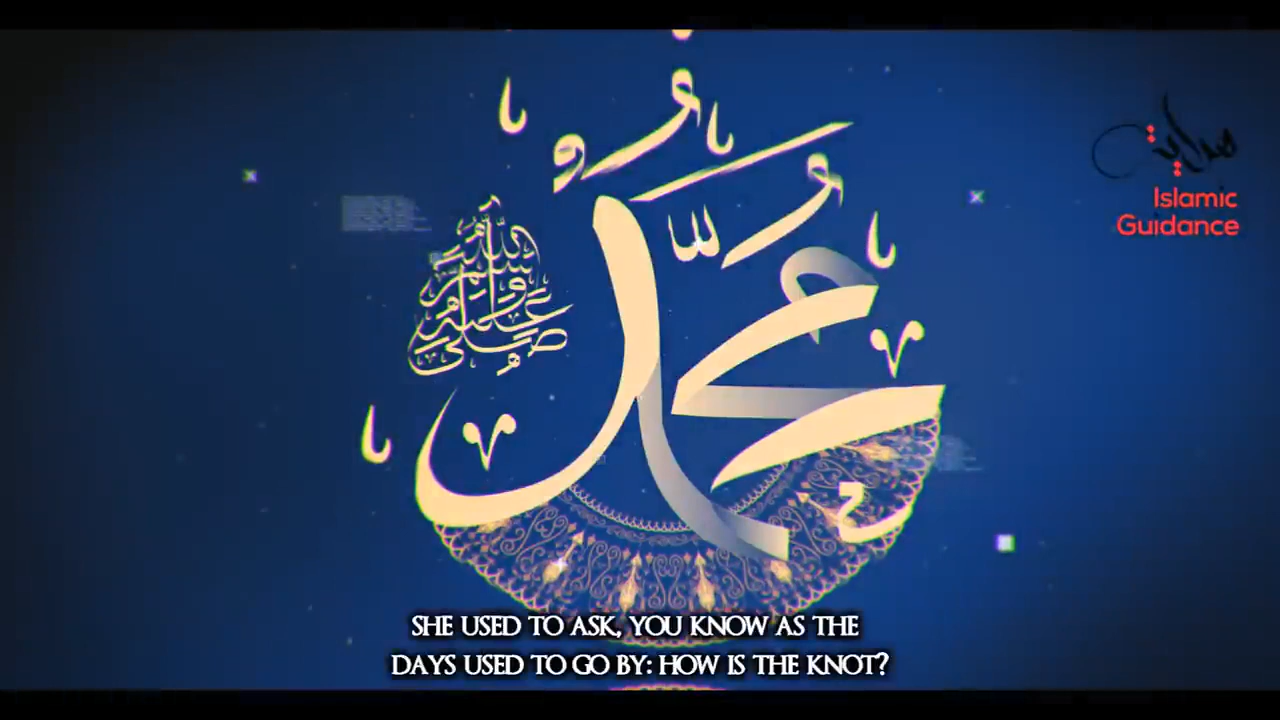 صلى الله عليه وسلم
محمد
هداية
Islamic
Guidance
SHE USED TO ASK, YOU KNOW AS THE
DAYS USED TO GO BY: HOW IS THE KNOT?